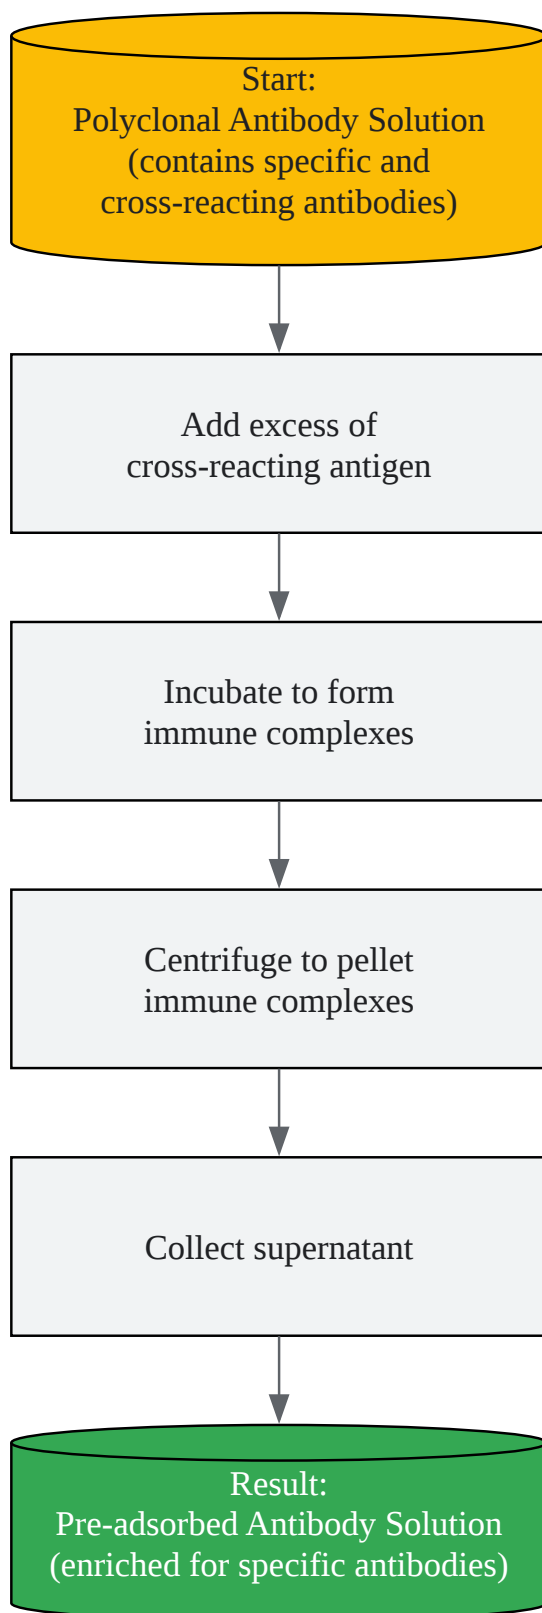 Start:
Polyclonal Antibody Solution
(contains specific and
cross-reacting antibodies)
Add excess of
cross-reacting antigen
Incubate to form
immune complexes
Centrifuge to pellet
immune complexes
Collect supernatant
Result:
Pre-adsorbed Antibody Solution
(enriched for specific antibodies)